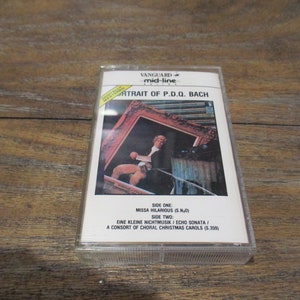 VANGUARD
mid-line
PORTRAIT OF P.D.Q. BACH
SIDE ONE:
MISSA HILARIOUS (S.N₂O)
SIDE TWO:
EINE KLEINE NICHTMUSIK / ECHO SONATA /
A CONSORT OF CHORAL CHRISTMAS CAROLS (S.359)